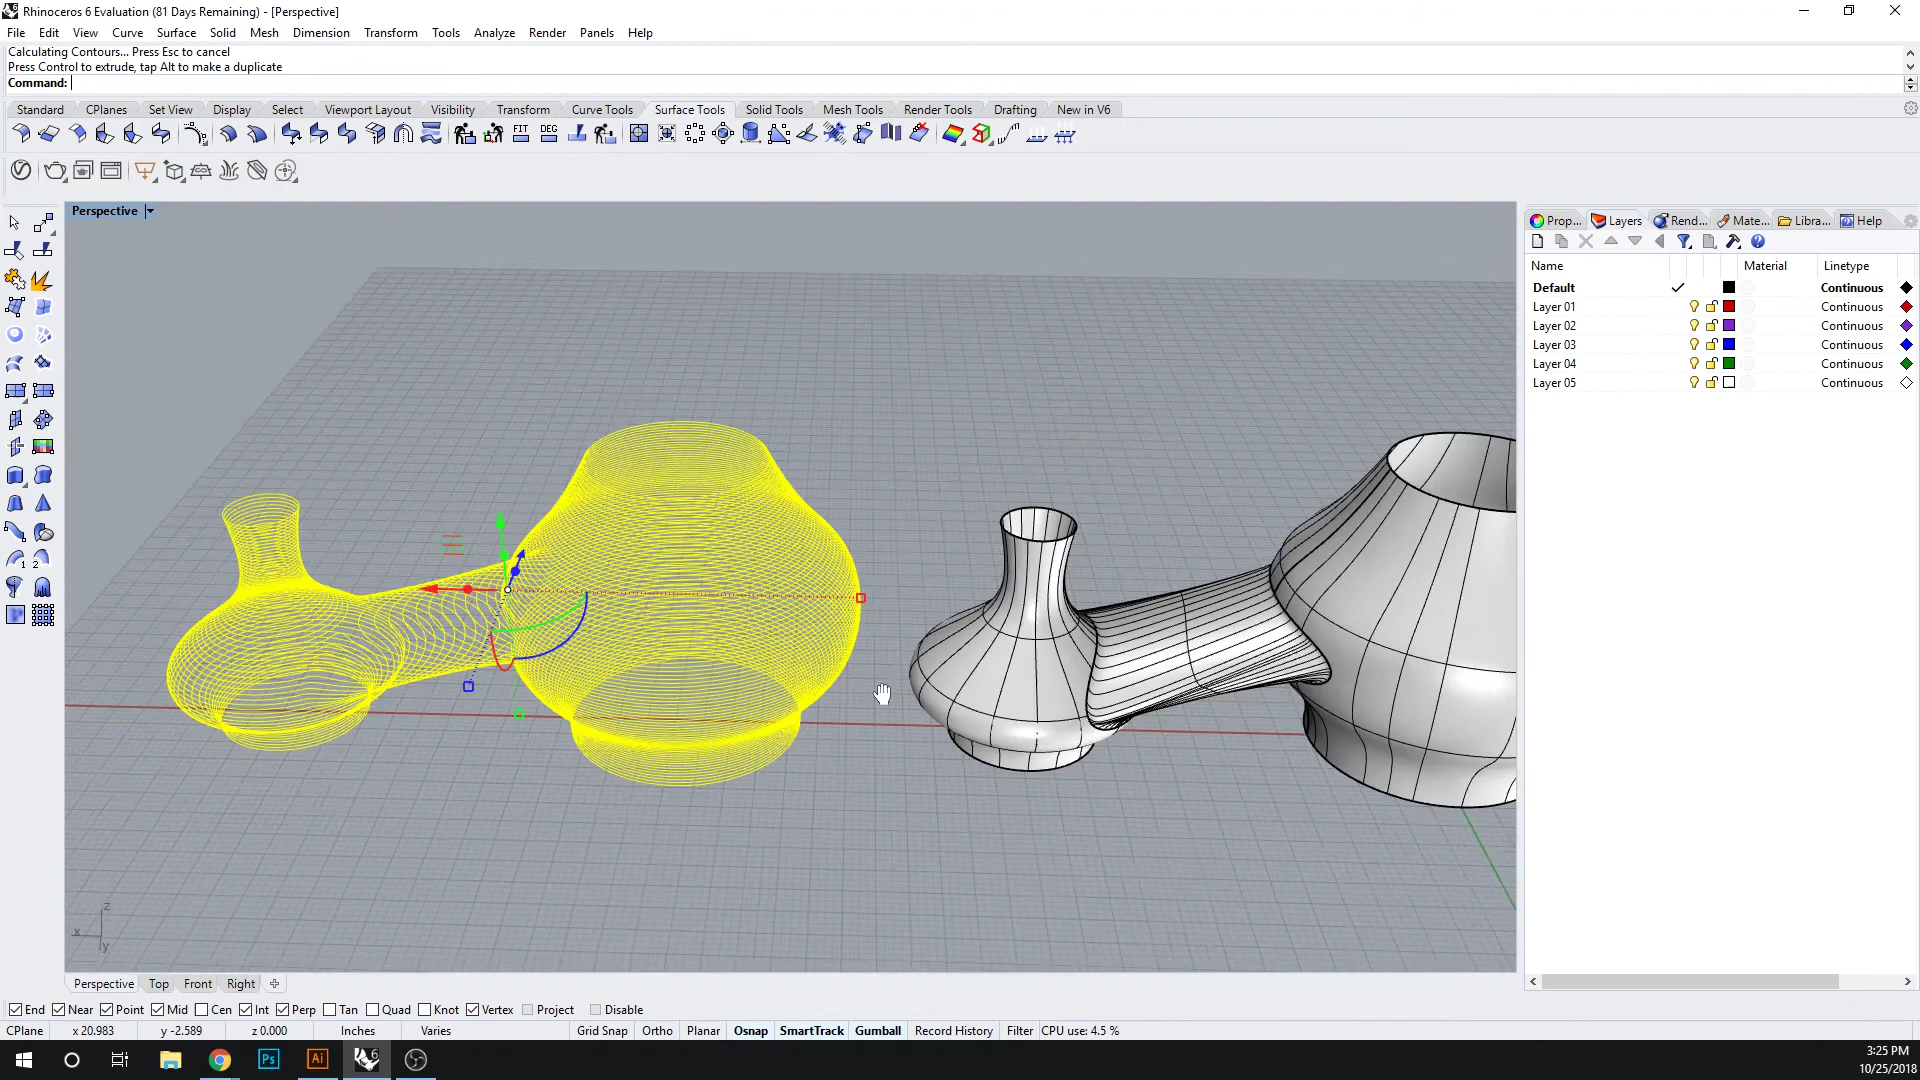 Rhinoceros 6 Evaluation (81 Days Remaining) - [Perspective]
File Edit View Curve Surface Solid Mesh Dimension Transform Tools Analyze Render Panels Help
Calculating Contours... Press Esc to cancel
Press Control to extrude, tap Alt to make a duplicate
Command:
Standard CPlanes Set View Display Select Viewport Layout Visibility Transform Curve Tools Surface Tools Solid Tools Mesh Tools Render Tools Drafting New in V6
FIT DEG
Perspective
Prop... Layers Rend... Mate... Libra... Help
Name Material Linetype
Default Continuous
Layer 01 Continuous
Layer 02 Continuous
Layer 03 Continuous
Layer 04 Continuous
Layer 05 Continuous
1 2
z
x
y
Perspective Top Front Right
End Near Point Mid Cen Int Perp Tan Quad Knot Vertex Project Disable
CPlane x 20.983 y -2.589 z 0.000 Inches Varies Grid Snap Ortho Planar Osnap SmartTrack Gumball Record History Filter CPU use: 4.5 %
Ps Ai 6
3:25 PM
10/25/2018